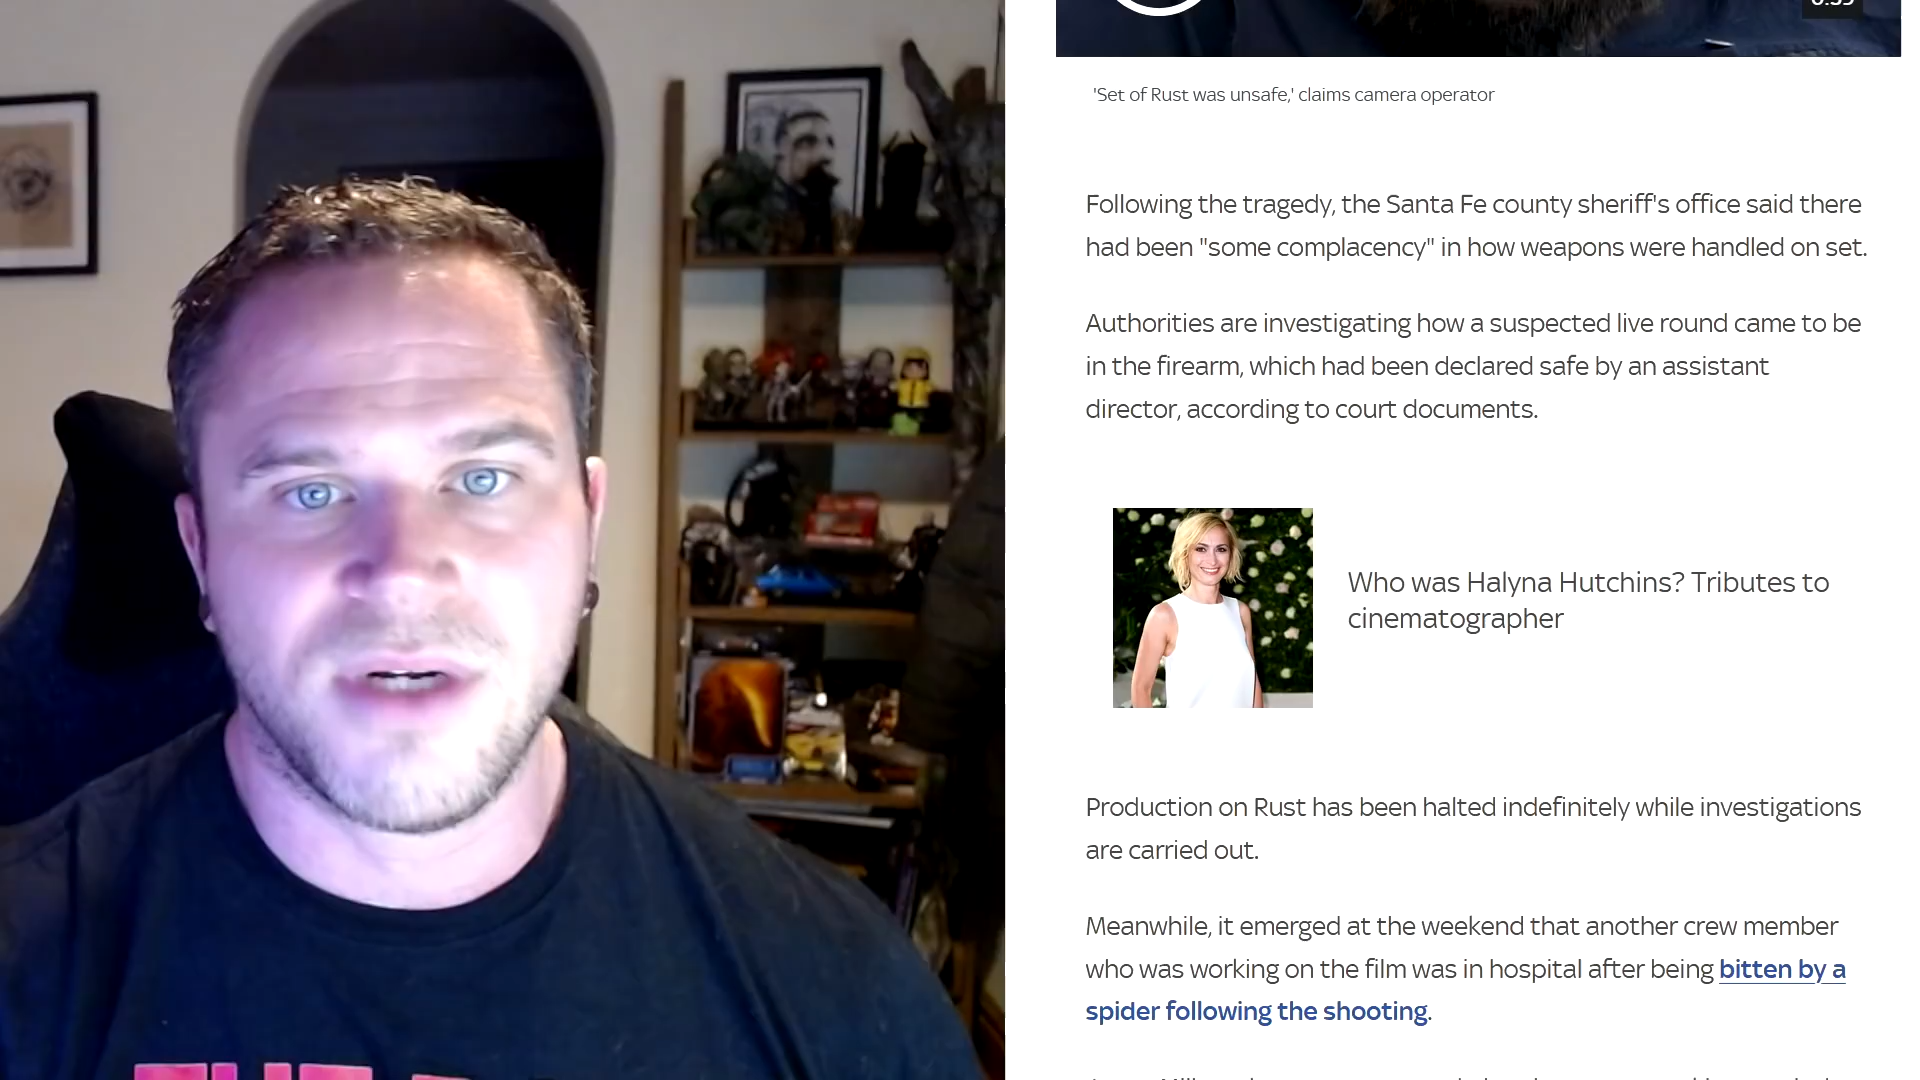 'Set of Rust was unsafe,' claims camera operator
Following the tragedy, the Santa Fe county sheriff's office said there
had been "some complacency" in how weapons were handled on set.
Authorities are investigating how a suspected live round came to be
in the firearm, which had been declared safe by an assistant
director, according to court documents.
Who was Halyna Hutchins? Tributes to
cinematographer
Production on Rust has been halted indefinitely while investigations
are carried out.
Meanwhile, it emerged at the weekend that another crew member
who was working on the film was in hospital after being bitten by a
spider following the shooting.